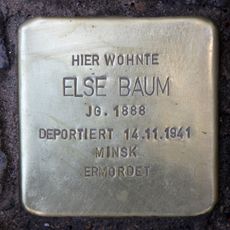 HIER WOHNTE
ELSE BAUM
JG. 1888
DEPORTIERT 14.11.1941
MINSK
ERMORDET